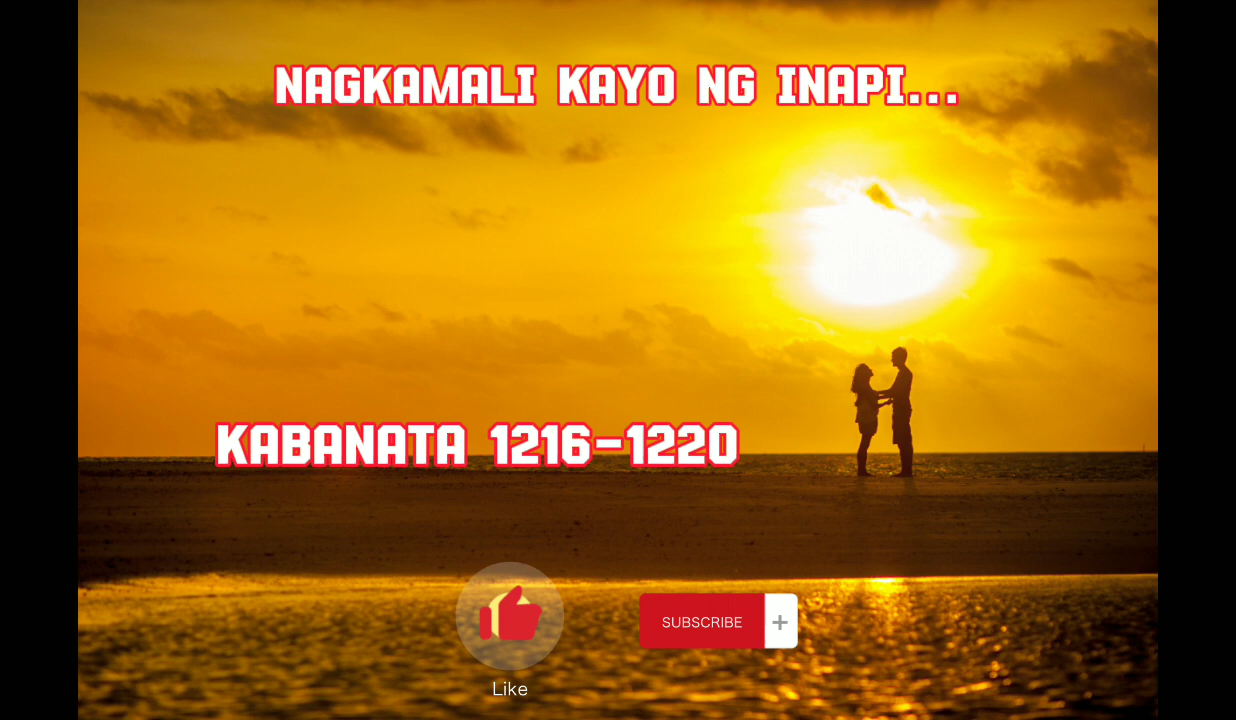 NAGKAMALI KAYO NG INAPI...
KABANATA 1216-1220
SUBSCRIBE +
Like